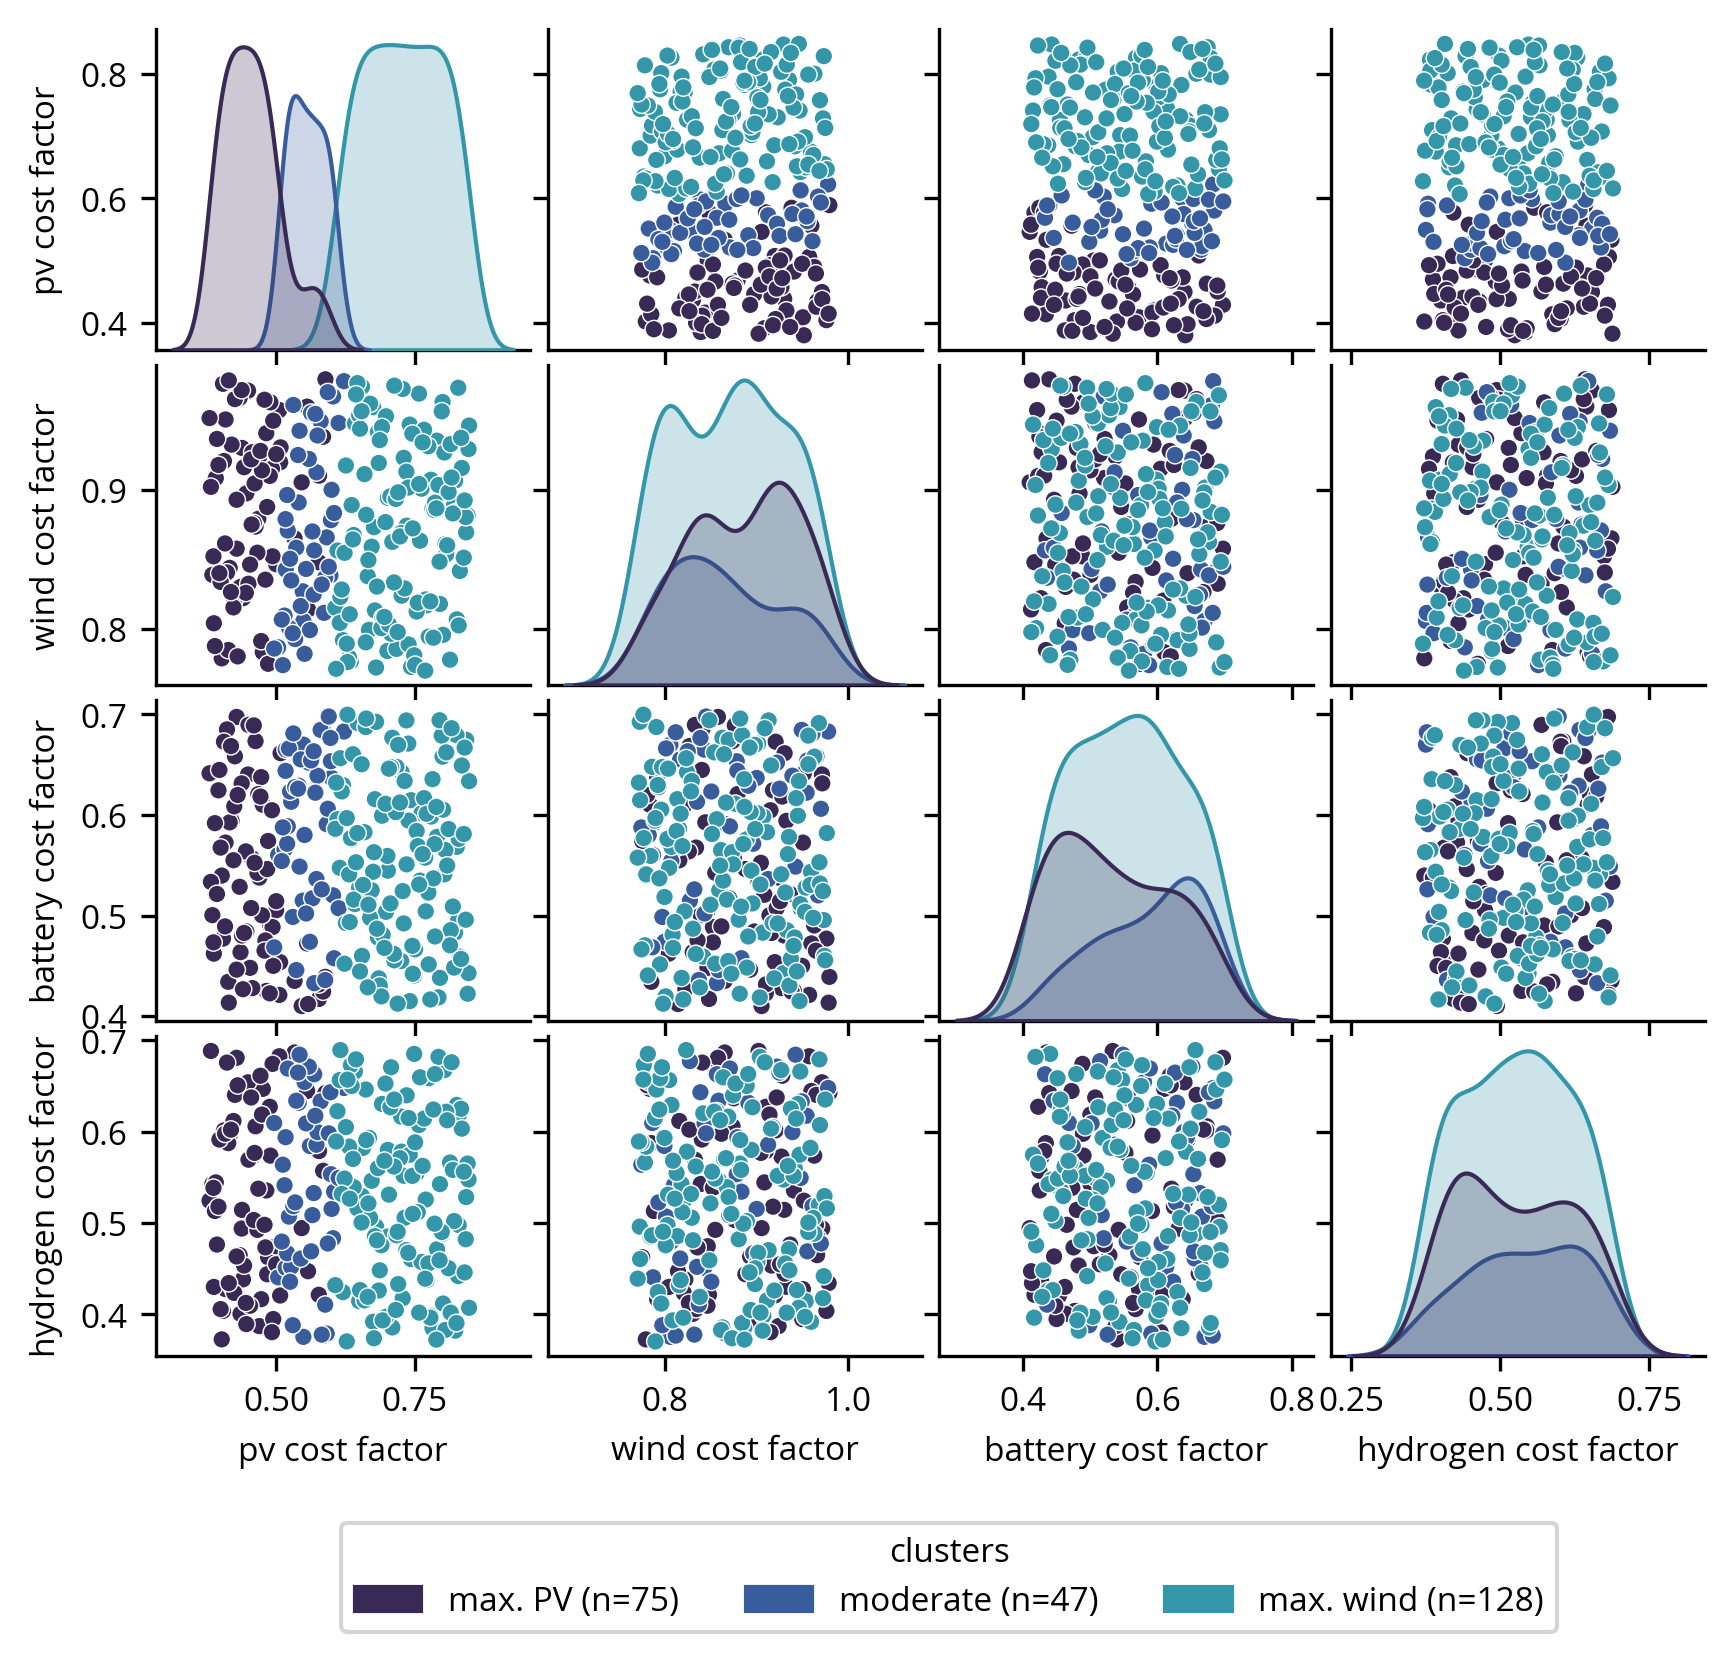 pv cost factor
0.8
0.6
0.4
wind cost factor
0.9
0.8
battery cost factor
0.7
0.6
0.5
0.4
hydrogen cost factor
0.7
0.6
0.5
0.4
0.50 0.75 0.8 1.0 0.4 0.6 0.8 0.25 0.50 0.75
pv cost factor wind cost factor battery cost factor hydrogen cost factor
clusters
max. PV (n=75) moderate (n=47) max. wind (n=128)